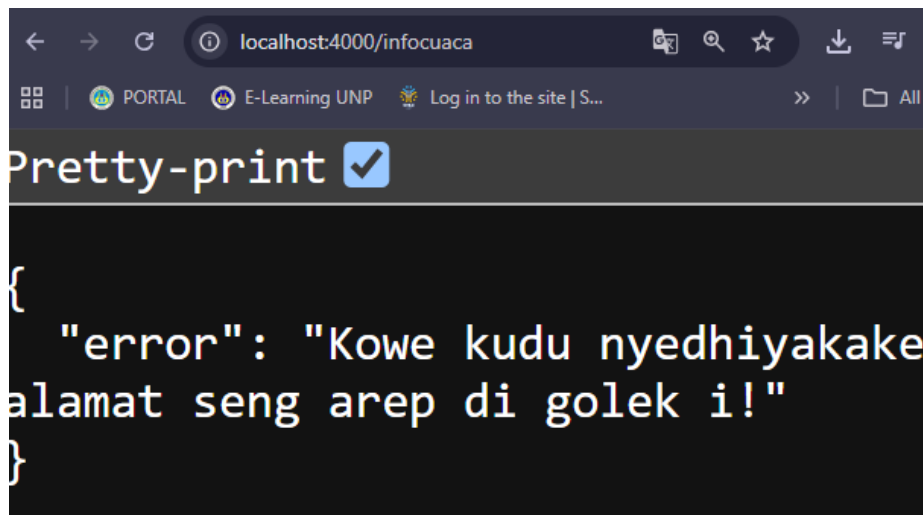 localhost:4000/infocuaca
PORTAL E-Learning UNP Log in to the site | S... » All
Pretty-print
{
"error": "Kowe kudu nyedhiyakake
alamat seng arep di golek i!"
}